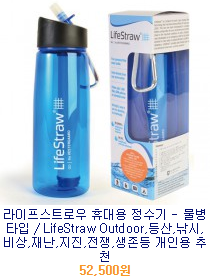 LifeStraw
LifeStraw
라이프스트로우 휴대용 정수기 - 물병
타입 / LifeStraw Outdoor,등산,낚시,
비상,재난,지진,전쟁,생존등 개인용 추
천
52,500원